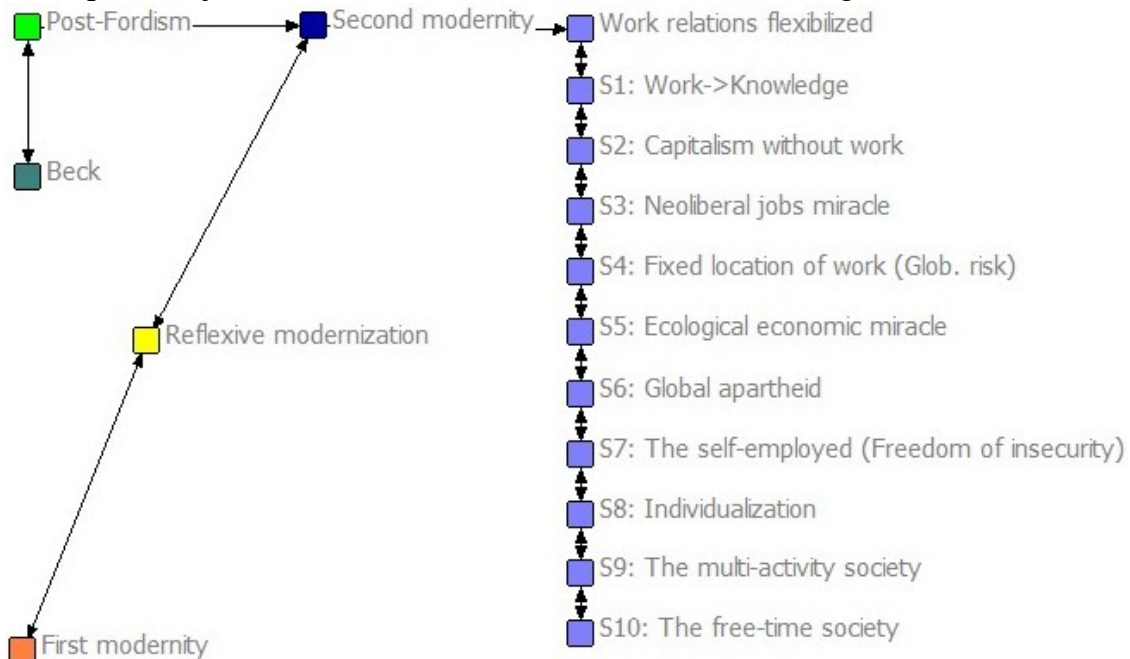 Post-Fordism
Second modernity
Work relations flexibilized
S1: Work->Knowledge
S2: Capitalism without work
Beck
S3: Neoliberal jobs miracle
S4: Fixed location of work (Glob. risk)
Reflexive modernization
S5: Ecological economic miracle
S6: Global apartheid
S7: The self-employed (Freedom of insecurity)
S8: Individualization
S9: The multi-activity society
S10: The free-time society
First modernity